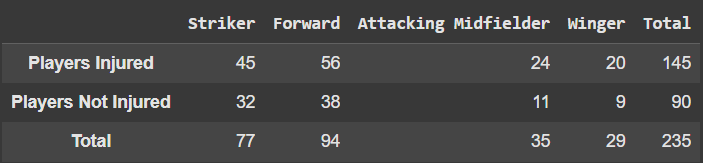 Striker Forward Attacking Midfielder Winger Total
Players Injured 45 56 24 20 145
Players Not Injured 32 38 11 9 90
Total 77 94 35 29 235